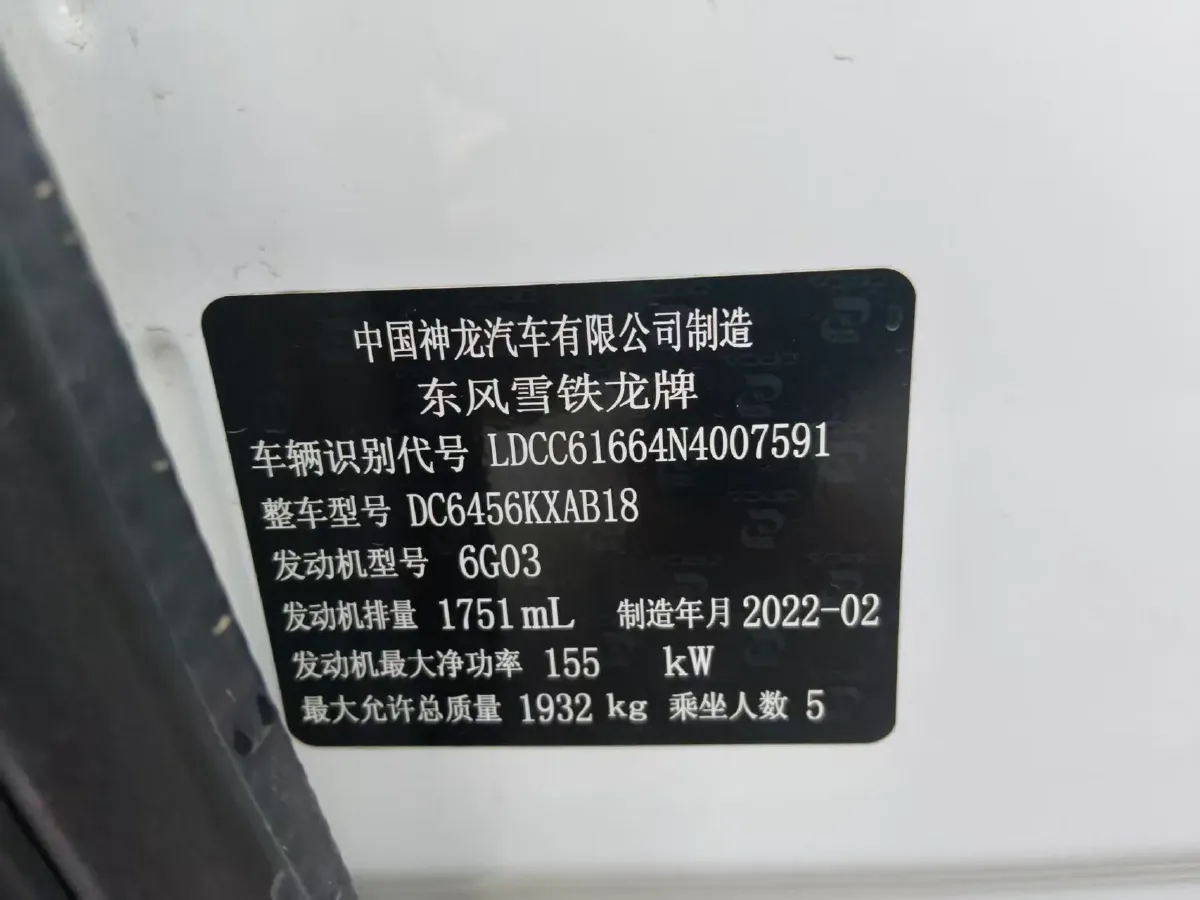 中国神龙汽车有限公司制造
东风雪铁龙牌
车辆识别代号 LDCC61664N4007591
整车型号 DC6456KXAB18
发动机型号 6G03
发动机排量 1751mL 制造年月 2022-02
发动机最大净功率 155 kW
最大允许总质量 1932 kg 乘坐人数 5